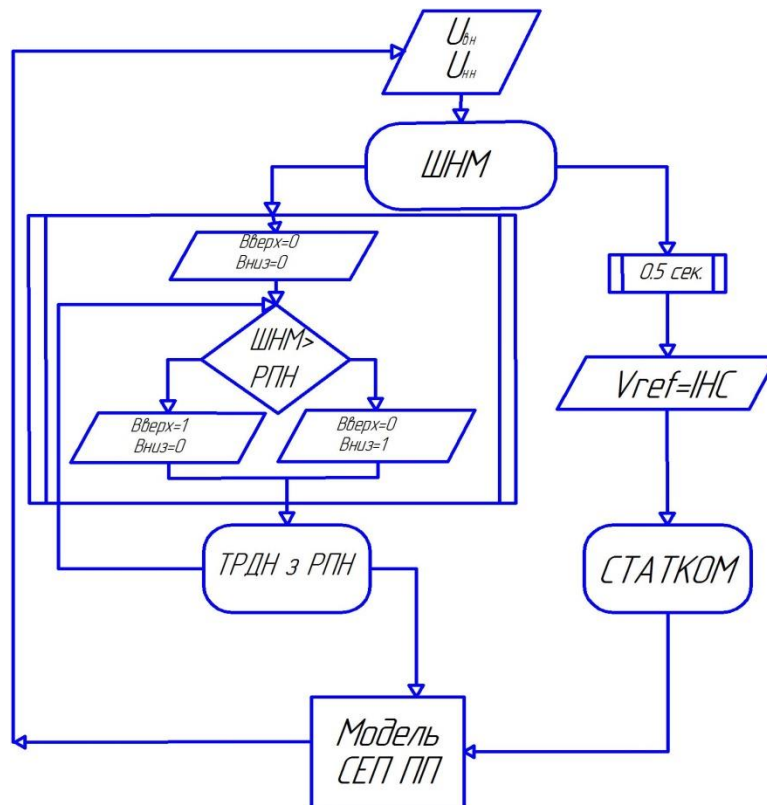 Uвн
Uнн
ШНМ
Вверх=0
Вниз=0
0.5 сек.
ШНМ>
РПН
Vref=ІНС
Вверх=1
Вниз=0
Вверх=0
Вниз=1
ТРДН з РПН
СТАТКОМ
Модель
СЕП ПП